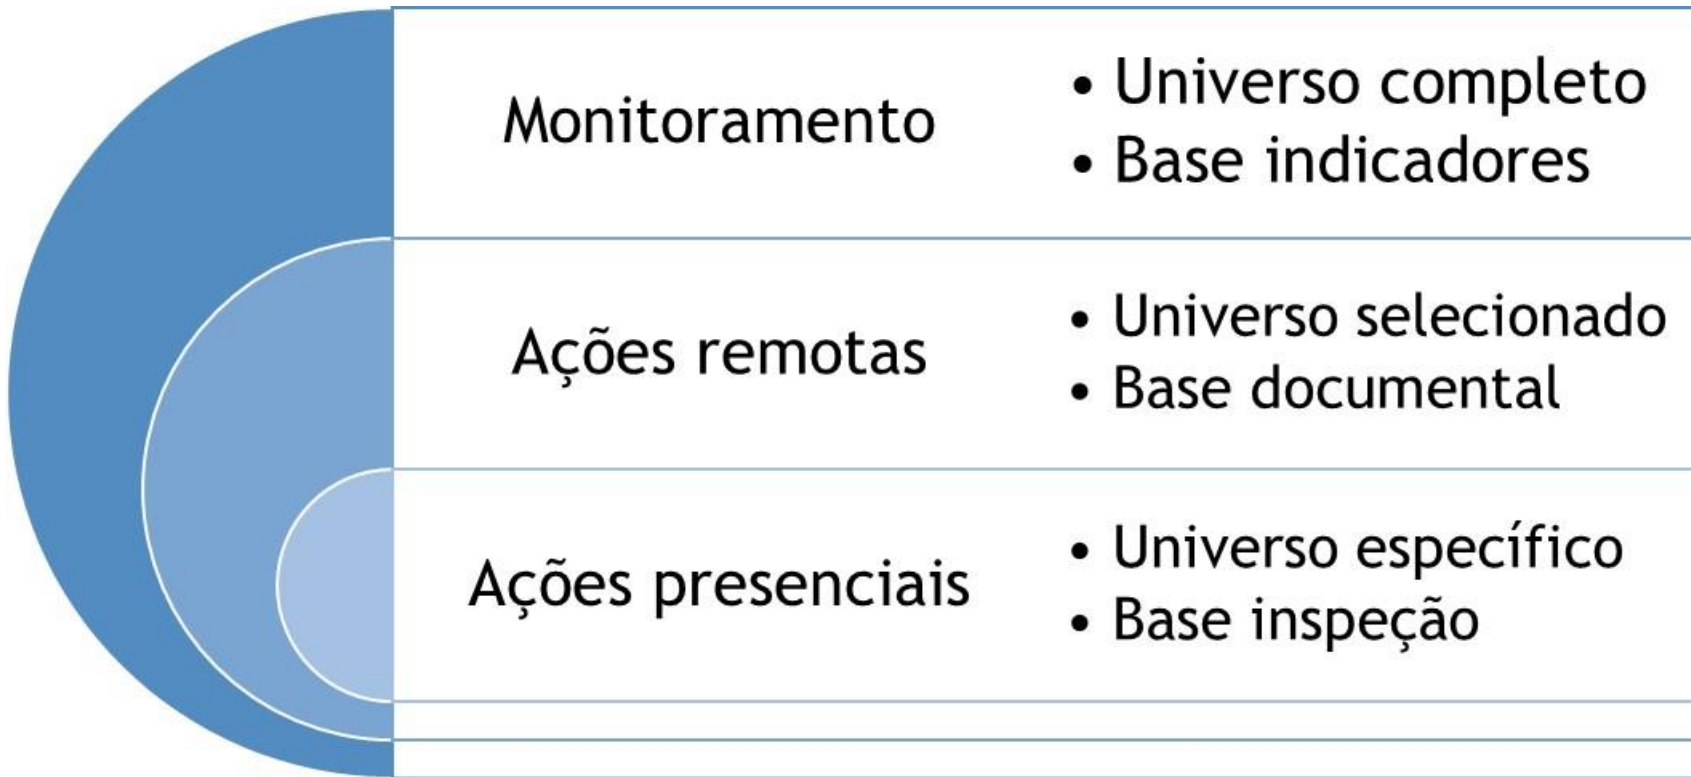 Monitoramento
• Universo completo
• Base indicadores
Ações remotas
• Universo selecionado
• Base documental
Ações presenciais
• Universo específico
• Base inspeção